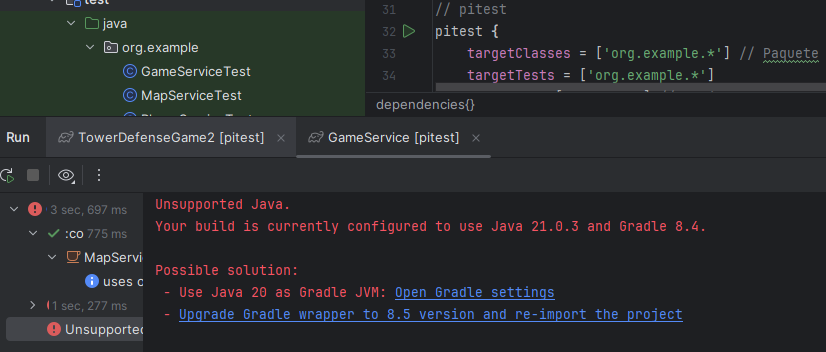 test
java
org.example
GameServiceTest
MapServiceTest
31 // pitest
32 pitest {
33 targetClasses = ['org.example.*'] // Paquete
34 targetTests = ['org.example.*']
dependencies{}
Run TowerDefenseGame2 [pitest] GameService [pitest]
3 sec, 697 ms
:co 775 ms
MapServic
uses o
1 sec, 277 ms
Unsupported
Unsupported Java.
Your build is currently configured to use Java 21.0.3 and Gradle 8.4.
Possible solution:
- Use Java 20 as Gradle JVM: Open Gradle settings
- Upgrade Gradle wrapper to 8.5 version and re-import the project